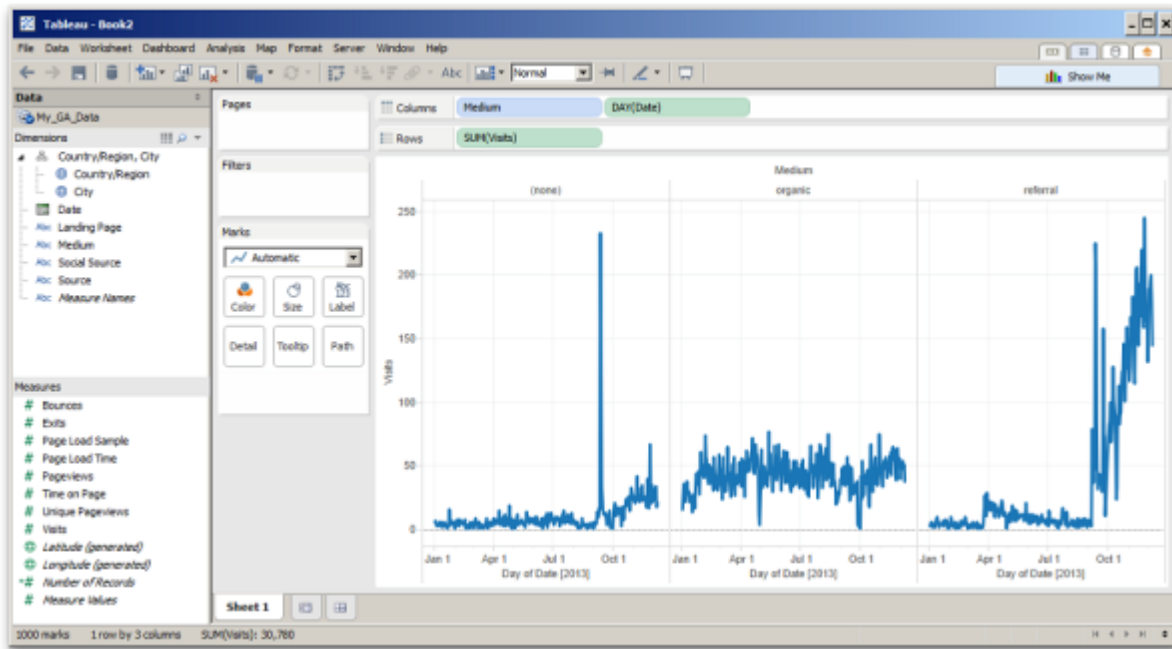 Tableau - Book2
File Data Worksheet Dashboard Analysis Map Format Server Window Help
Abc Normal Show Me
Data
My_GA_Data
Dimensions
Country/Region, City
Country/Region
City
Date
Abc Landing Page
Abc Medium
Abc Social Source
Abc Source
Abc Measure Names
Measures
# Bounces
# Exits
# Page Load Sample
# Page Load Time
# Pageviews
# Time on Page
# Unique Pageviews
# Visits
Latitude (generated)
Longitude (generated)
# Number of Records
# Measure Values
Pages
Filters
Marks
Automatic
Color Size Label
Detail Tooltip Path
Columns Medium DAY(Date)
Rows SUM(Visits)
Medium
(none) organic referral
250
200
150
100
50
0
Visits
Jan 1 Apr 1 Jul 1 Oct 1 Jan 1 Apr 1 Jul 1 Oct 1 Jan 1 Apr 1 Jul 1 Oct 1
Day of Date [2013] Day of Date [2013] Day of Date [2013]
Sheet 1
1000 marks 1 row by 3 columns SUM(Visits): 30,780